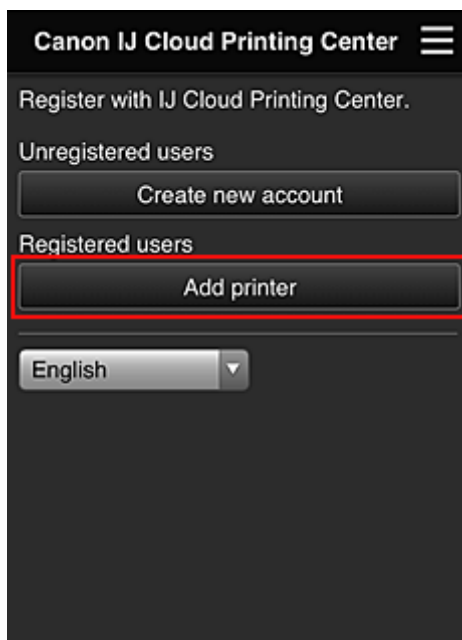 Canon IJ Cloud Printing Center
Register with IJ Cloud Printing Center.
Unregistered users
Create new account
Registered users
Add printer
English